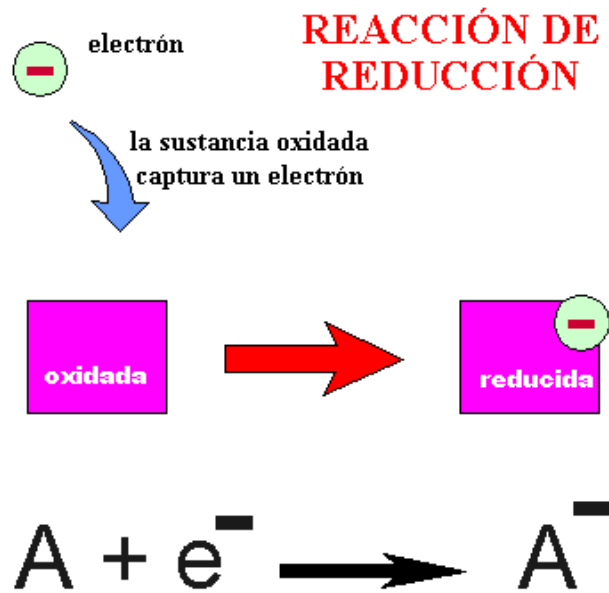 REACCIÓN DE
REDUCCIÓN
electrón
la sustancia oxidada
captura un electrón
oxidada
reducida
A + e⁻ → A⁻